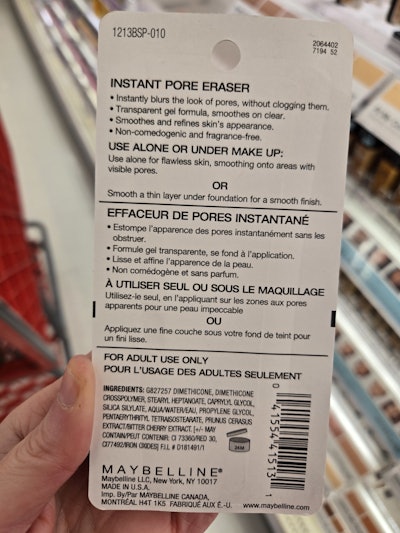 1213BSP-010
2064402
7194 52
INSTANT PORE ERASER
• Instantly blurs the look of pores, without clogging them.
• Transparent gel formula, smoothes on clear.
• Smoothes and refines skin's appearance.
• Non-comedogenic and fragrance-free.
USE ALONE OR UNDER MAKE UP:
Use alone for flawless skin, smoothing onto areas with
visible pores.
OR
Smooth a thin layer under foundation for a smooth finish.
EFFACEUR DE PORES INSTANTANÉ
• Estompe l'apparence des pores instantanément sans les
obstruer.
• Formule gel transparente, se fond à l'application.
• Lisse et affine l'apparence de la peau.
• Non comédogène et sans parfum.
À UTILISER SEUL OU SOUS LE MAQUILLAGE
Utilisez-le seul, en l'appliquant sur les zones aux pores
apparents pour une peau impeccable
OU
Appliquez une fine couche sous votre fond de teint pour
un fini lisse.
FOR ADULT USE ONLY
POUR L'USAGE DES ADULTES SEULEMENT
INGREDIENTS: G827257 DIMETHICONE, DIMETHICONE
CROSSPOLYMER, STEARYL HEPTANOATE, CAPRYLYL GLYCOL,
SILICA SILYLATE, AQUA/WATER/EAU, PROPYLENE GLYCOL,
PENTAERYTHRITYL TETRAISOSTEARATE, PRUNUS CERASUS
EXTRACT/BITTER CHERRY EXTRACT. [+/- MAY
CONTAIN/PEUT CONTENIR: CI 73360/RED 30,
CI77492/IRON OXIDES] F.I.L # D181491/1
24M
0 41554 45151 3 1
MAYBELLINE®
Maybelline LLC, New York, NY 10017
MADE IN U.S.A.
Imp. By/Par MAYBELLINE CANADA,
MONTRÉAL H4T 1K5 FABRIQUÉ AUX É.-U.
www.maybelline.com